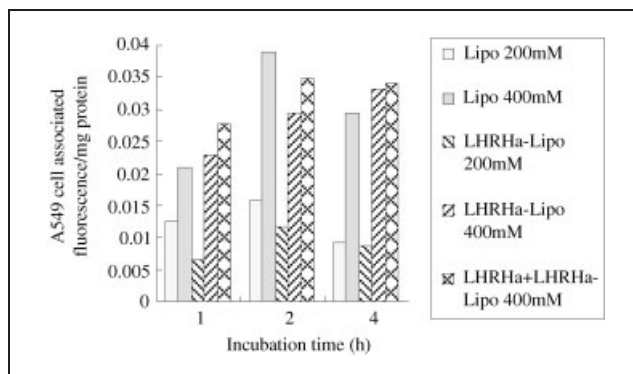 0.04
0.035
0.03
0.025
0.02
0.015
0.01
0.005
0
A549 cell associated
fluorescence/mg protein
1 2 4
Incubation time (h)
Lipo 200mM
Lipo 400mM
LHRHa-Lipo
200mM
LHRHa-Lipo
400mM
LHRHa+LHRHa-
Lipo 400mM